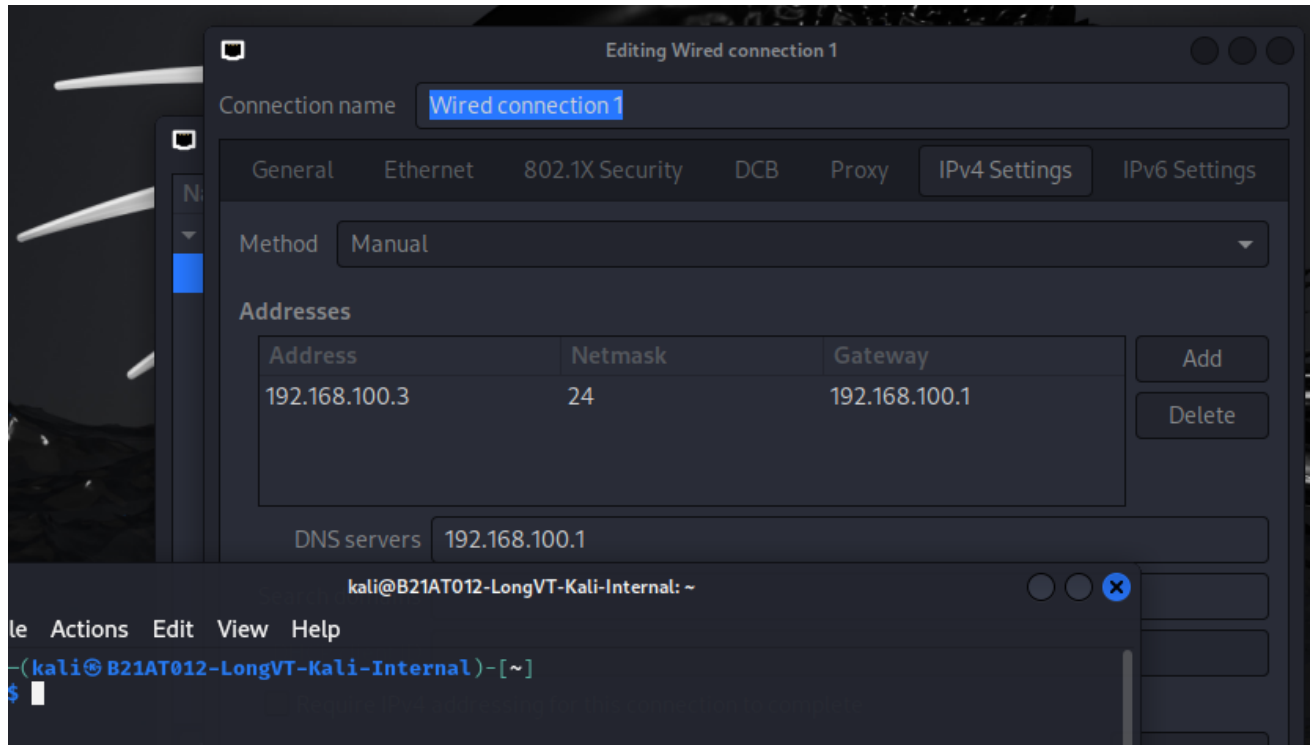 Editing Wired connection 1
Connection name Wired connection 1
General Ethernet 802.1X Security DCB Proxy IPv4 Settings IPv6 Settings
Method Manual
Addresses
Address Netmask Gateway
192.168.100.3 24 192.168.100.1
Add
Delete
DNS servers 192.168.100.1
kali@B21AT012-LongVT-Kali-Internal: ~
le Actions Edit View Help
-(kali㉿B21AT012-LongVT-Kali-Internal)-[~]
$